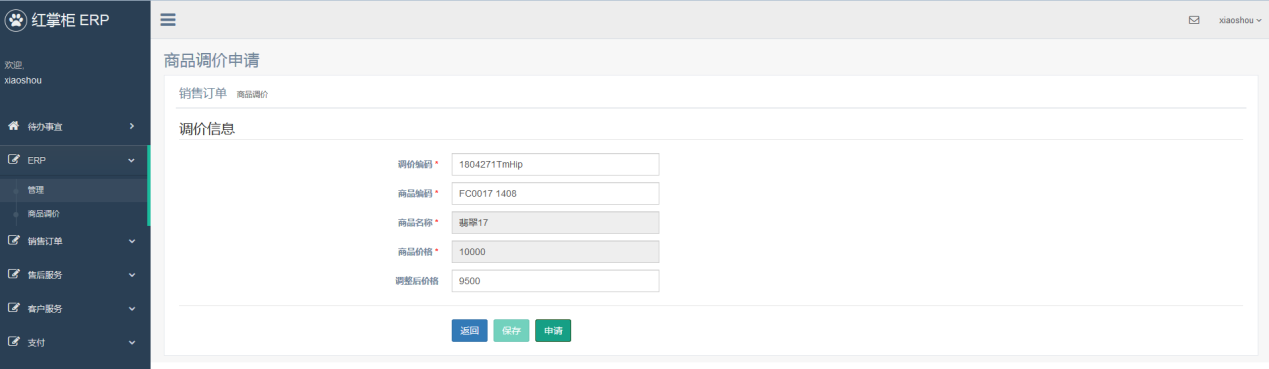 红掌柜 ERP
xiaoshou
欢迎,
xiaoshou
待办事宜
ERP
管理
商品调价
销售订单
售后服务
客户服务
支付
商品调价申请
销售订单 商品调价
调价信息
调价编码 * 1804271TmHip
商品编码 * FC0017 1408
商品名称 * 翡翠17
商品价格 * 10000
调整后价格 9500
返回 保存 申请